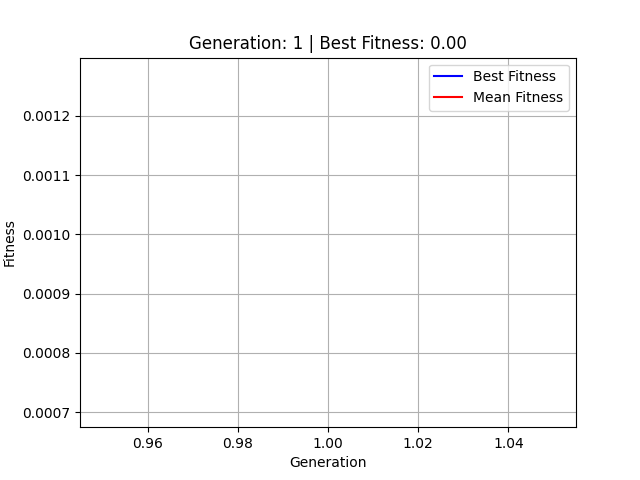 Generation: 1 | Best Fitness: 0.00
Best Fitness
Mean Fitness
0.0012
0.0011
0.0010
0.0009
0.0008
0.0007
Fitness
0.96
0.98
1.00
1.02
1.04
Generation